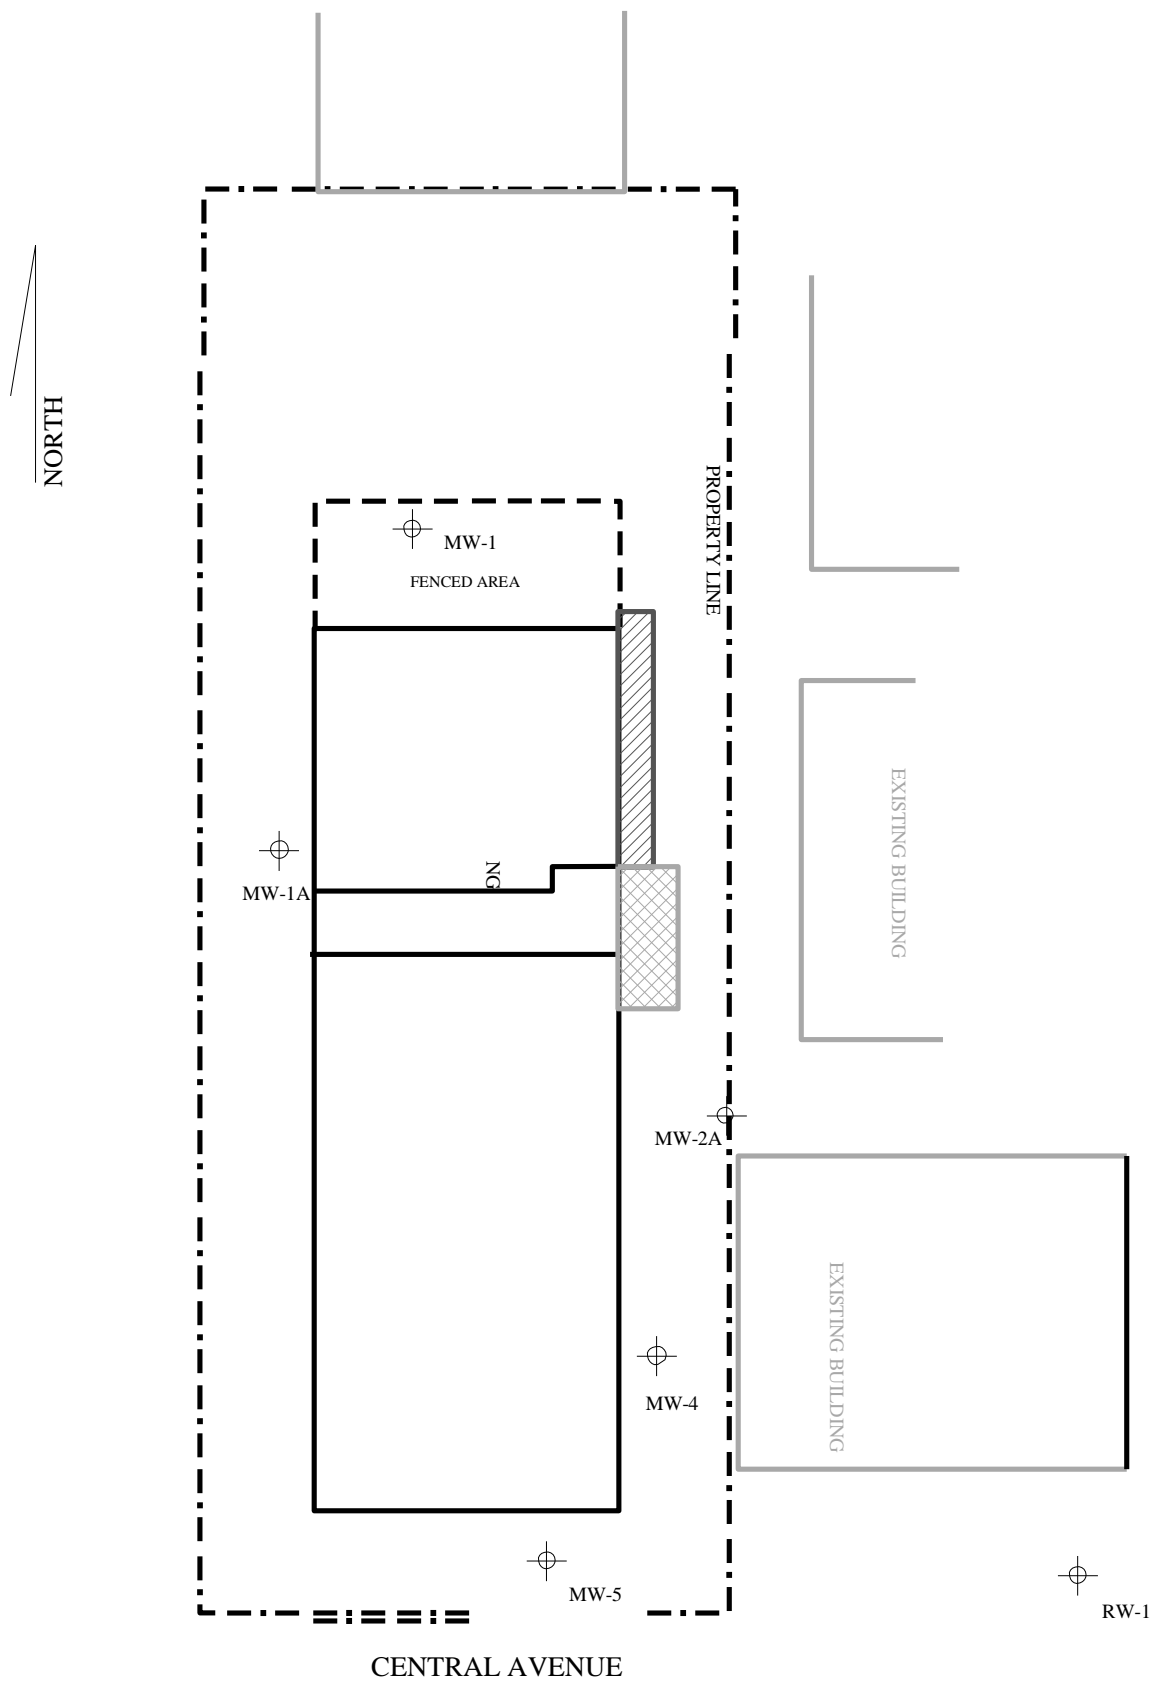 NORTH
PROPERTY LINE
MW-1
FENCED AREA
EXISTING BUILDING
NG
MW-1A
MW-2A
EXISTING BUILDING
MW-4
MW-5
RW-1
CENTRAL AVENUE